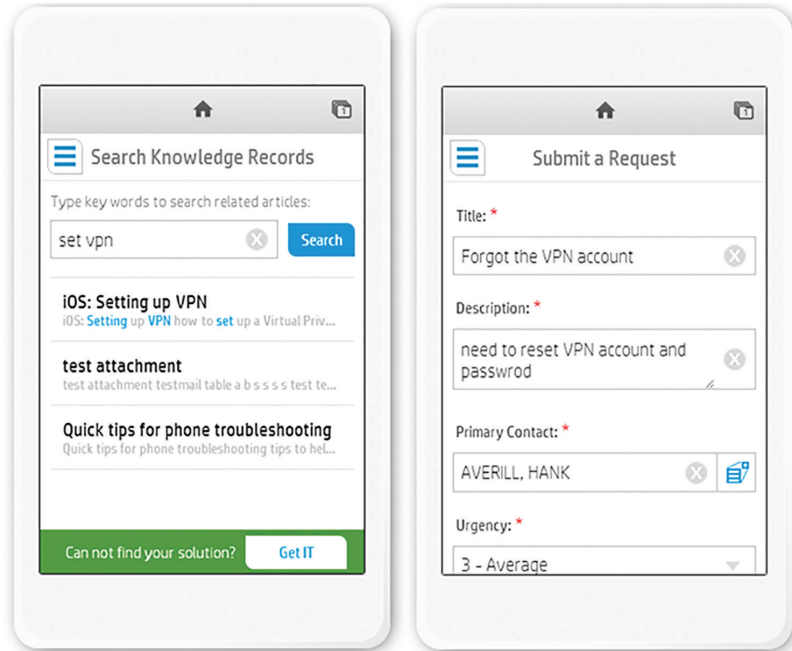 1
Search Knowledge Records
Type key words to search related articles:
set vpn
Search
iOS: Setting up VPN
iOS: Setting up VPN how to set up a Virtual Priv...
test attachment
test attachment testmail table a b s s s s test te...
Quick tips for phone troubleshooting
Quick tips for phone troubleshooting tips to hel...
Can not find your solution?
Get IT
1
Submit a Request
Title: *
Forgot the VPN account
Description: *
need to reset VPN account and
passwrod
Primary Contact: *
AVERILL, HANK
Urgency: *
3 - Average